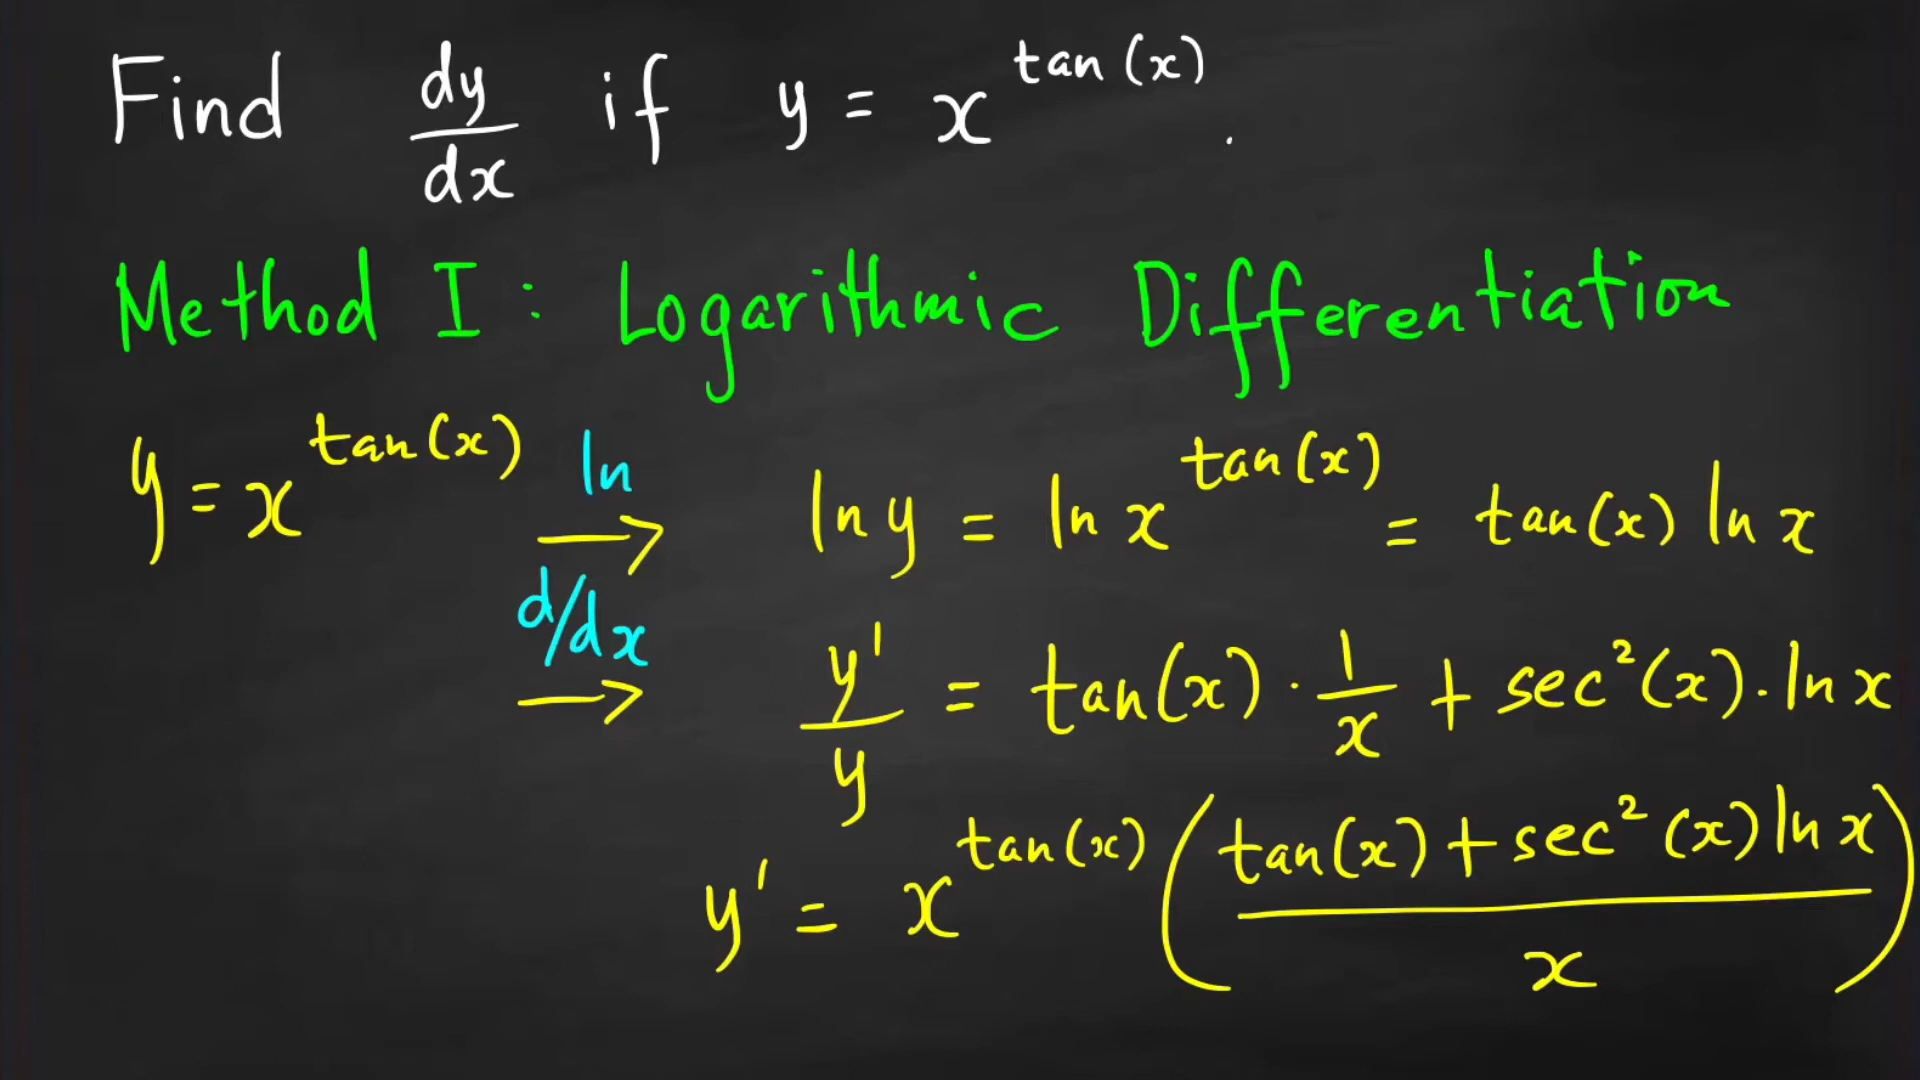 Find dy/dx if y = x^tan(x).
Method I: Logarithmic Differentiation
y = x^tan(x) ln→ ln y = ln x^tan(x) = tan(x) ln x
d/dx→ y'/y = tan(x) · 1/x + sec²(x) · ln x
y' = x^tan(x) ((tan(x) + sec²(x) ln x)/x)